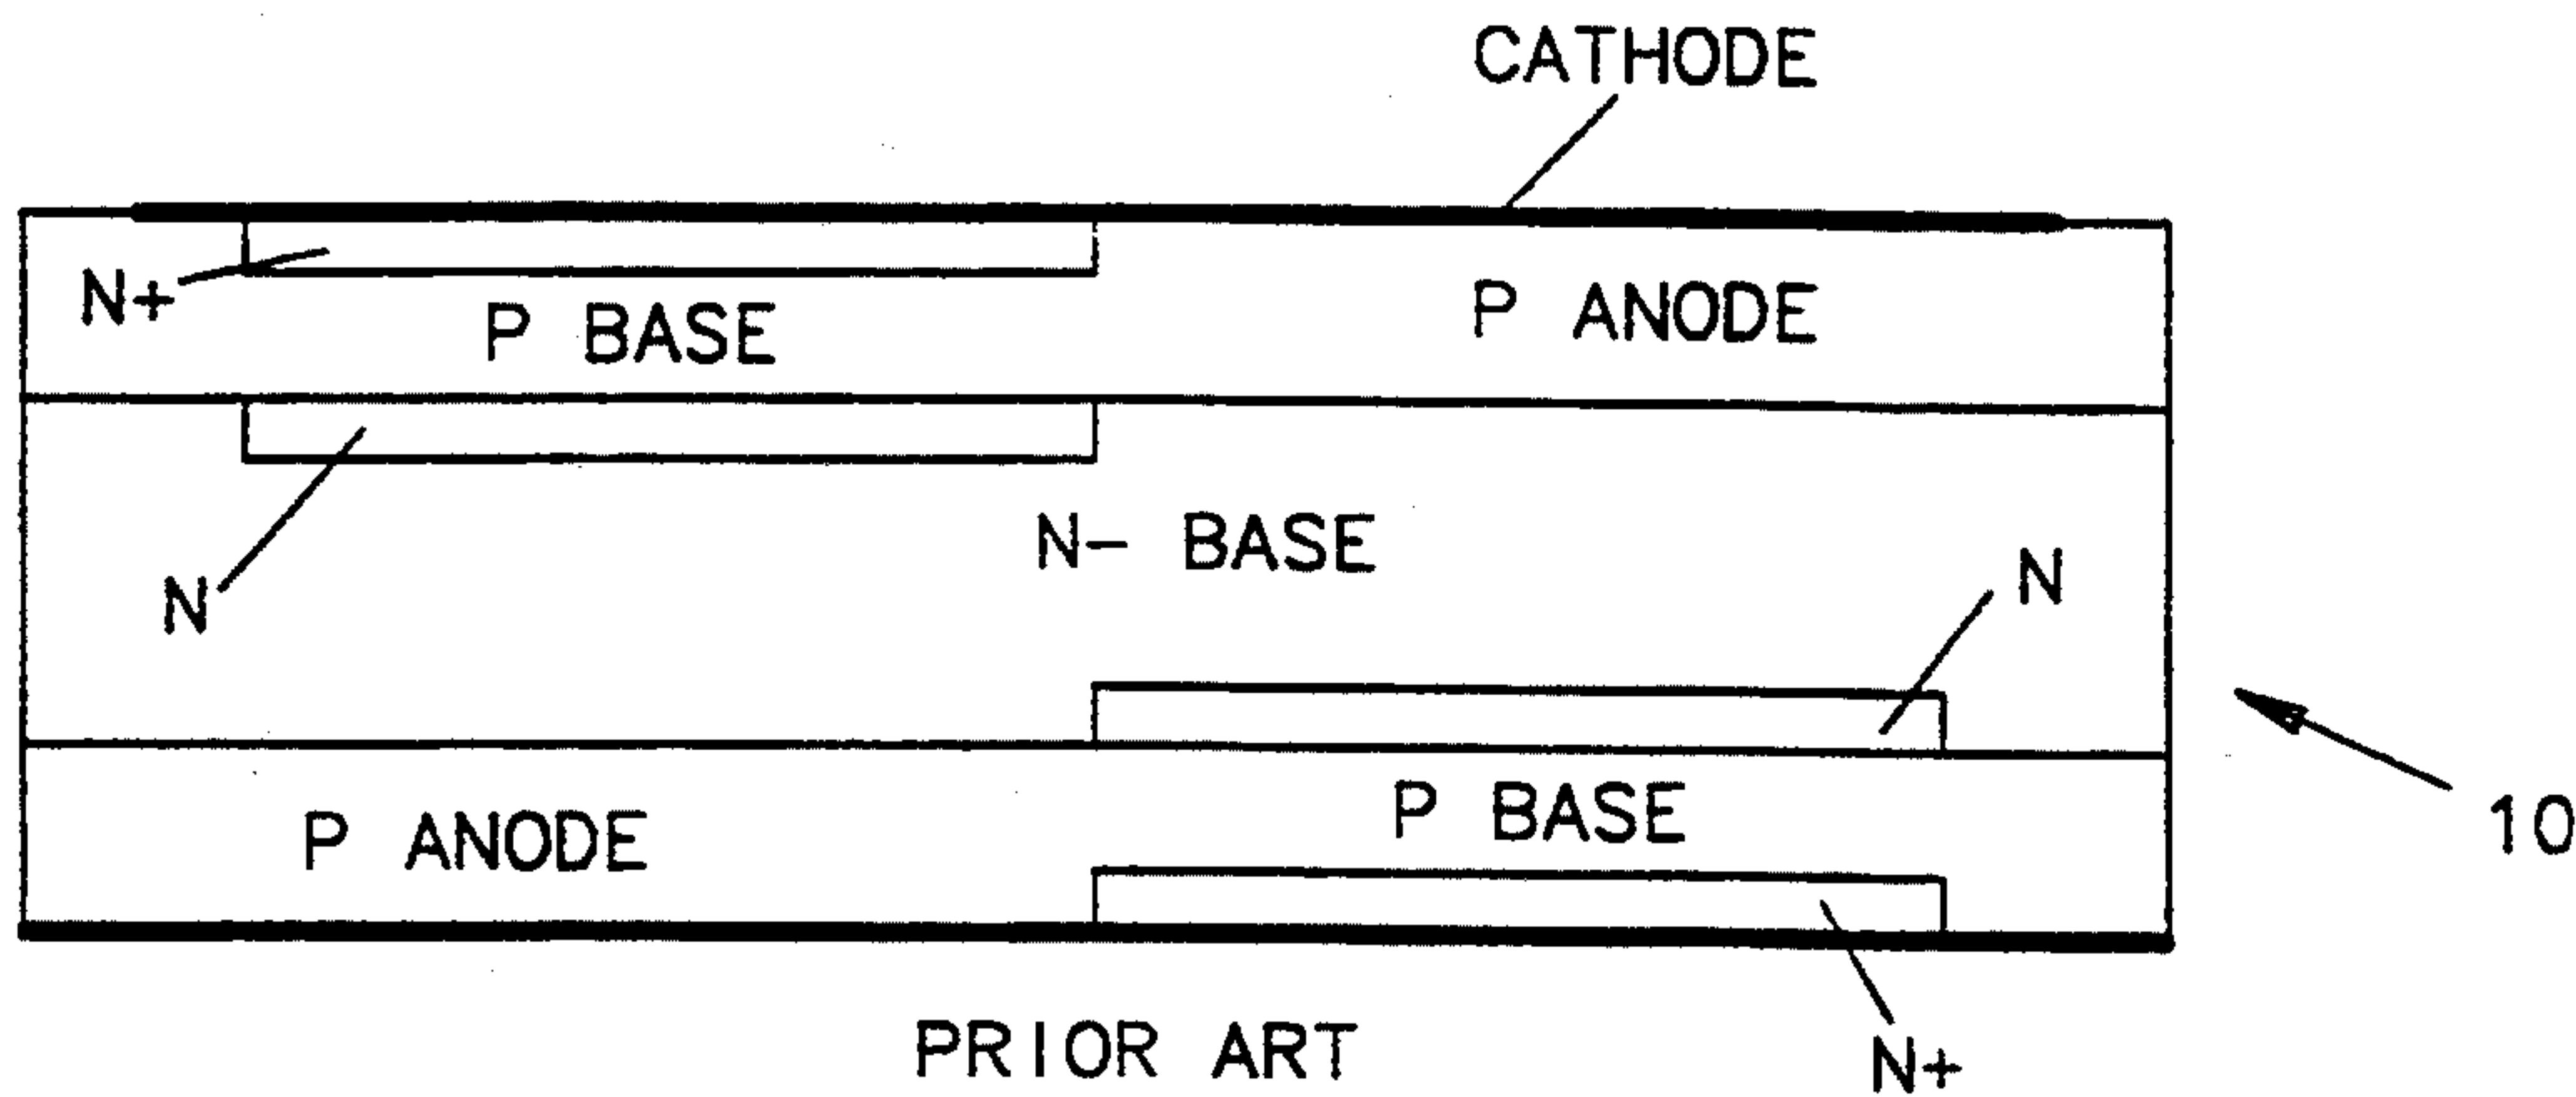 CATHODE
N+
P BASE
P ANODE
N- BASE
N
N
P ANODE
P BASE
10
PRIOR ART
N+